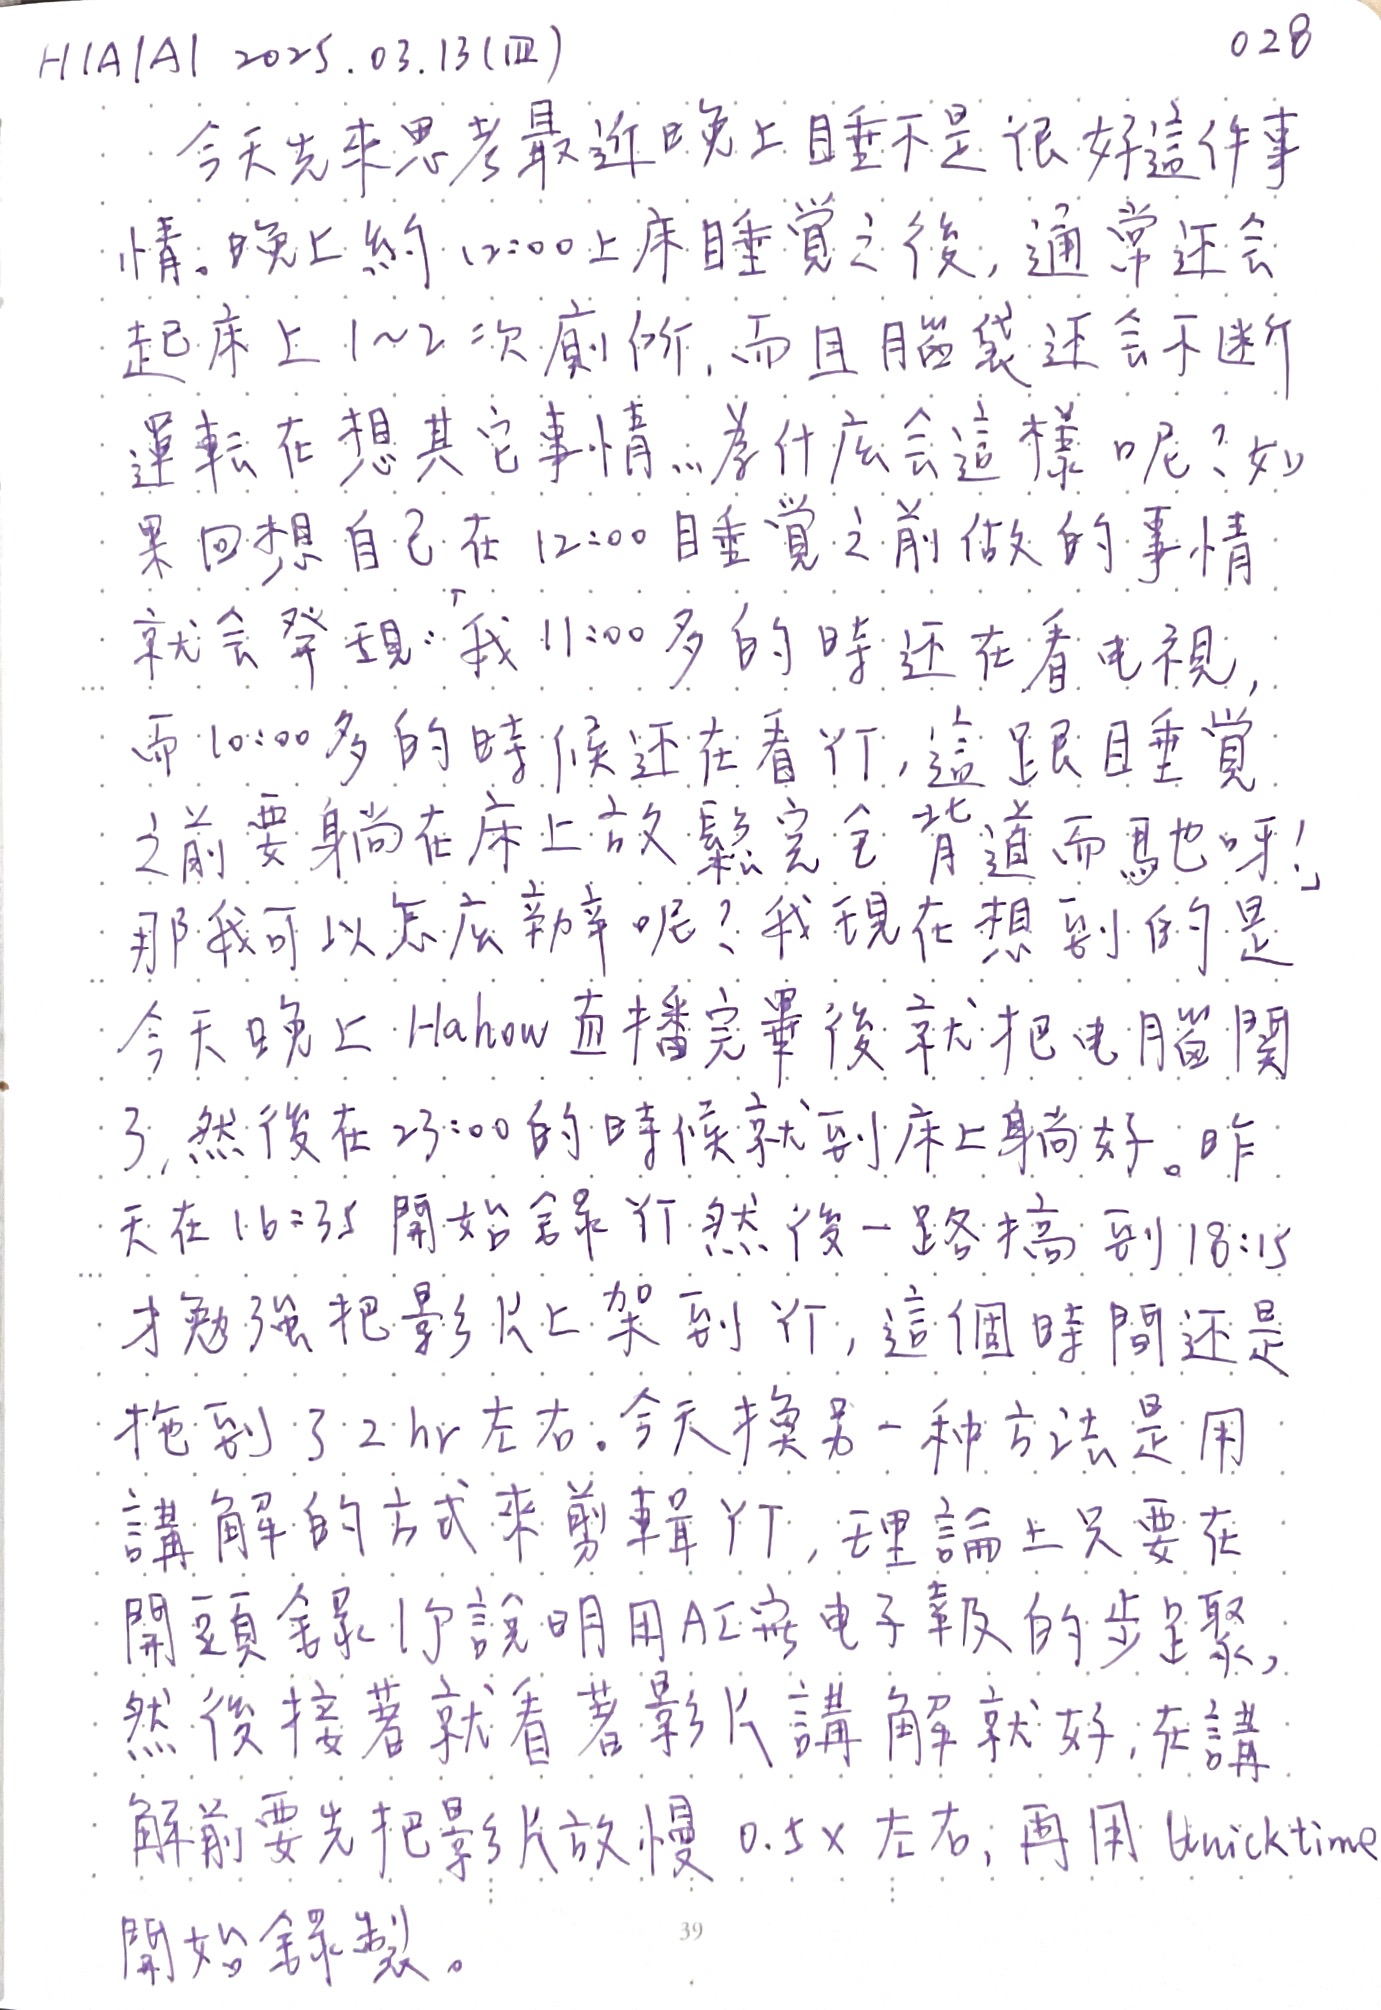 H|A|A| 2025.03.13(四) 028
今天先來思考最近晚上睡不是很好這件事
情。晚上約12:00上床睡覚之後,通常还会
起床上1~2次廁所,而且腦袋还会不断
運転在想其它事情…為什広会這樣呢?如
果回想自己在12:00睡覚之前做的事情
就会発現:「我11:00多的時还在看电視,
而10:00多的時候还在看YT,這跟睡覚
之前要躺在床上放鬆完全背道而馳也呀!」
那我可以怎広辦呢?我現在想到的是
今天晚上Hahow直播完畢後就把电腦関
了,然後在23:00的時候就到床上躺好。昨
天在16:35開始錄YT然後一路搞到18:15
才勉強把影片上架到YT,這個時間还是
拖到了2hr左右。今天換另一种方法是用
講解的方式來剪輯YT,理論上只要在
開頭錄1分說明用AI寫电子報的步足聚,
然後接著就看著影片講解就好,在講
解前要先把影片放慢0.5x左右,再用Quicktime
開始錄製。
39